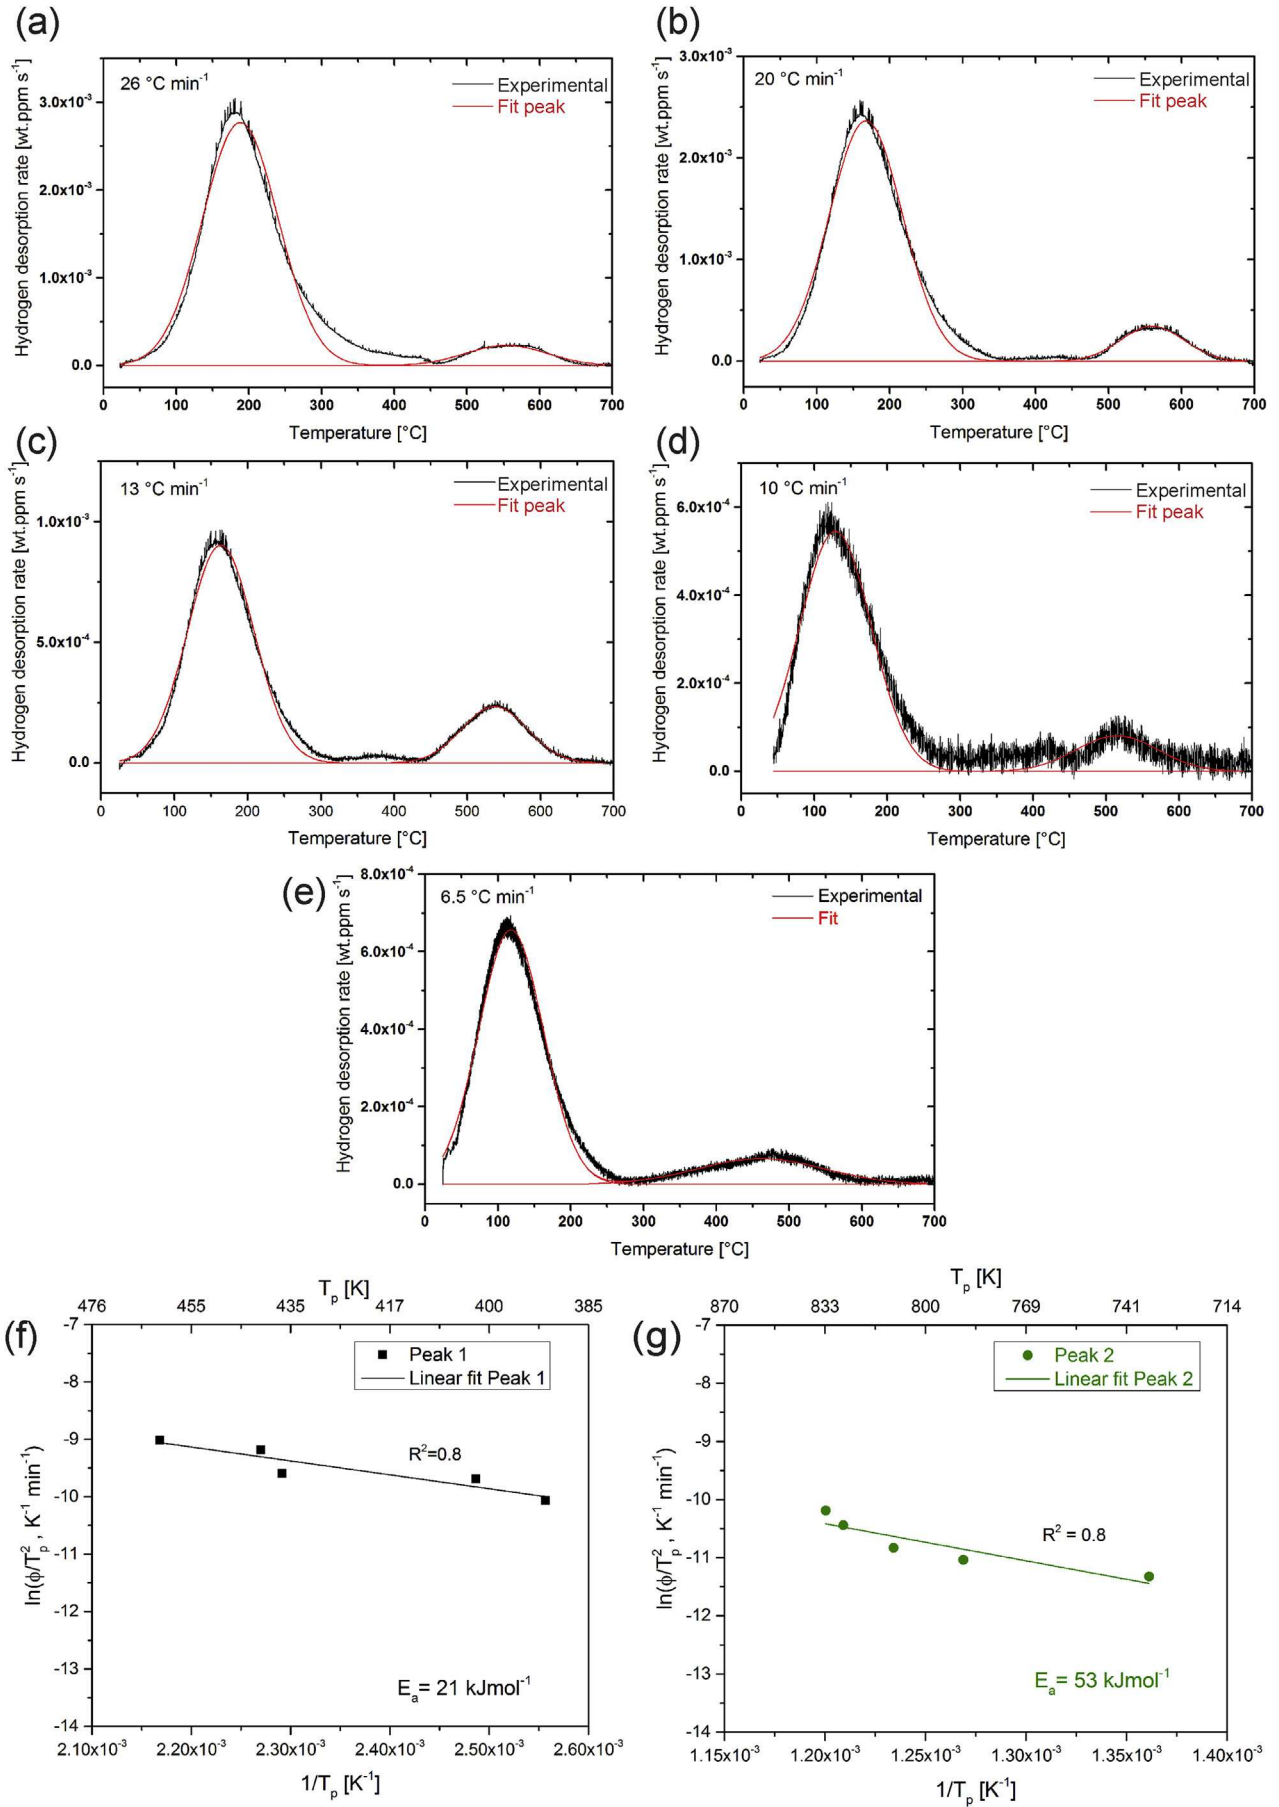 (a)
26 °C min⁻¹
Experimental
Fit peak
Hydrogen desorption rate [wt.ppm s⁻¹]
3.0x10⁻³
2.0x10⁻³
1.0x10⁻³
0.0
0 100 200 300 400 500 600 700
Temperature [°C]
(b)
20 °C min⁻¹
Experimental
Fit peak
Hydrogen desorption rate [wt.ppm s⁻¹]
3.0x10⁻³
2.0x10⁻³
1.0x10⁻³
0.0
0 100 200 300 400 500 600 700
Temperature [°C]
(c)
13 °C min⁻¹
Experimental
Fit peak
Hydrogen desorption rate [wt.ppm s⁻¹]
1.0x10⁻³
5.0x10⁻⁴
0.0
0 100 200 300 400 500 600 700
Temperature [°C]
(d)
10 °C min⁻¹
Experimental
Fit peak
Hydrogen desorption rate [wt.ppm s⁻¹]
6.0x10⁻⁴
4.0x10⁻⁴
2.0x10⁻⁴
0.0
0 100 200 300 400 500 600 700
Temperature [°C]
(e)
6.5 °C min⁻¹
Experimental
Fit
Hydrogen desorption rate [wt.ppm s⁻¹]
8.0x10⁻⁴
6.0x10⁻⁴
4.0x10⁻⁴
2.0x10⁻⁴
0.0
0 100 200 300 400 500 600 700
Temperature [°C]
(f)
Tₚ [K]
476 455 435 417 400 385
Peak 1
Linear fit Peak 1
R²=0.8
Eₐ= 21 kJmol⁻¹
ln(ϕ/Tₚ² , K⁻¹ min⁻¹)
-7
-8
-9
-10
-11
-12
-13
-14
2.10x10⁻³ 2.20x10⁻³ 2.30x10⁻³ 2.40x10⁻³ 2.50x10⁻³ 2.60x10⁻³
1/Tₚ [K⁻¹]
(g)
Tₚ [K]
870 833 800 769 741 714
Peak 2
Linear fit Peak 2
R² = 0.8
Eₐ= 53 kJmol⁻¹
ln(ϕ/Tₚ² , K⁻¹ min⁻¹)
-7
-8
-9
-10
-11
-12
-13
-14
1.15x10⁻³ 1.20x10⁻³ 1.25x10⁻³ 1.30x10⁻³ 1.35x10⁻³ 1.40x10⁻³
1/Tₚ [K⁻¹]